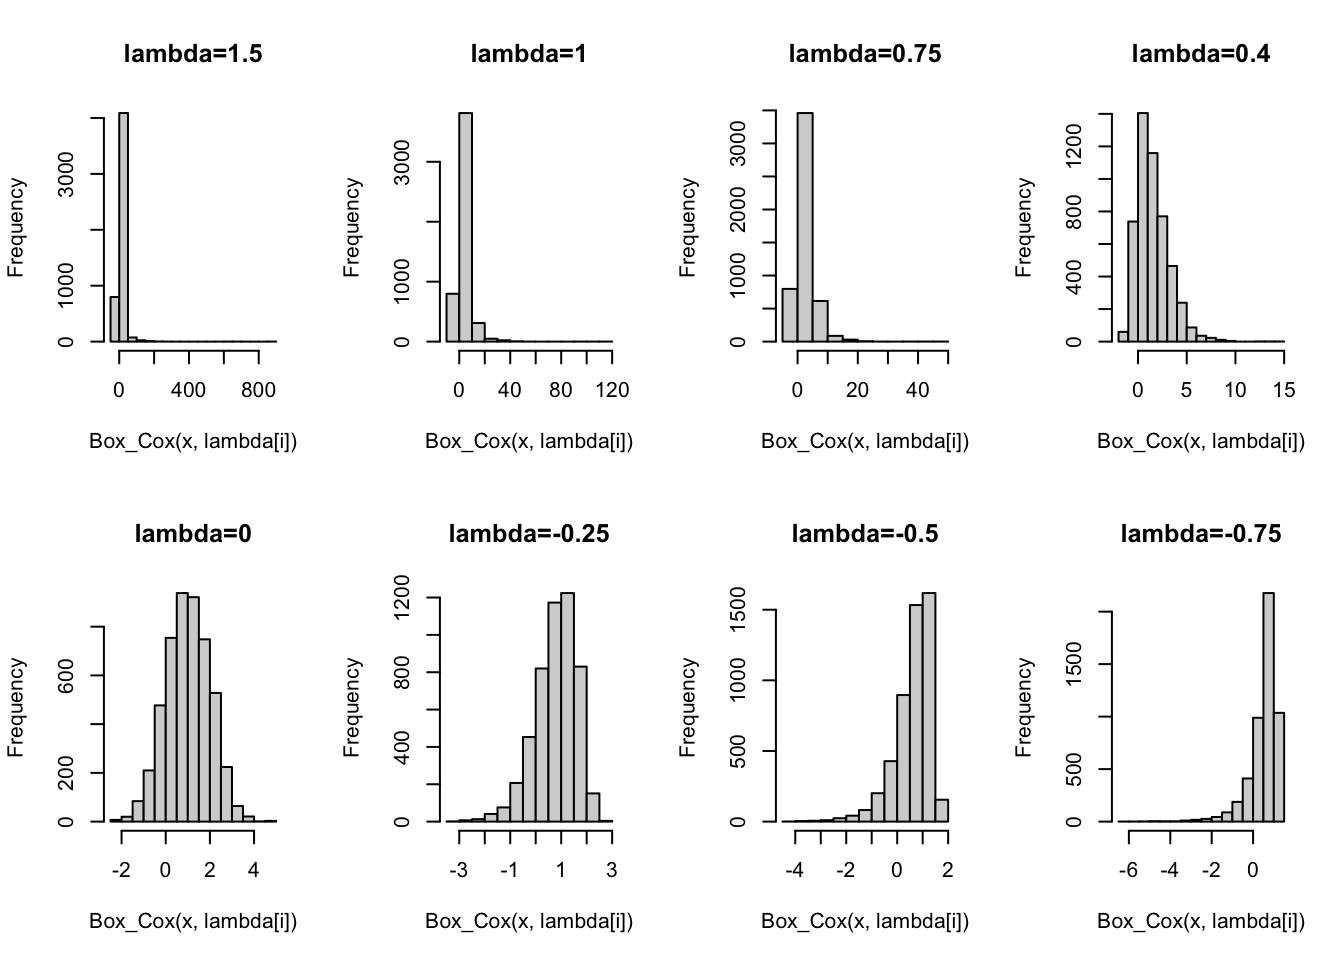 lambda=1.5
Frequency
0 1000 3000
0 400 800
Box_Cox(x, lambda[i])
lambda=1
Frequency
0 1000 3000
0 40 80 120
Box_Cox(x, lambda[i])
lambda=0.75
Frequency
0 1000 2000 3000
0 20 40
Box_Cox(x, lambda[i])
lambda=0.4
Frequency
0 400 800 1200
0 5 10 15
Box_Cox(x, lambda[i])
lambda=0
Frequency
0 200 600
-2 0 2 4
Box_Cox(x, lambda[i])
lambda=-0.25
Frequency
0 400 800 1200
-3 -1 1 3
Box_Cox(x, lambda[i])
lambda=-0.5
Frequency
0 500 1000 1500
-4 -2 0 2
Box_Cox(x, lambda[i])
lambda=-0.75
Frequency
0 500 1500
-6 -4 -2 0
Box_Cox(x, lambda[i])